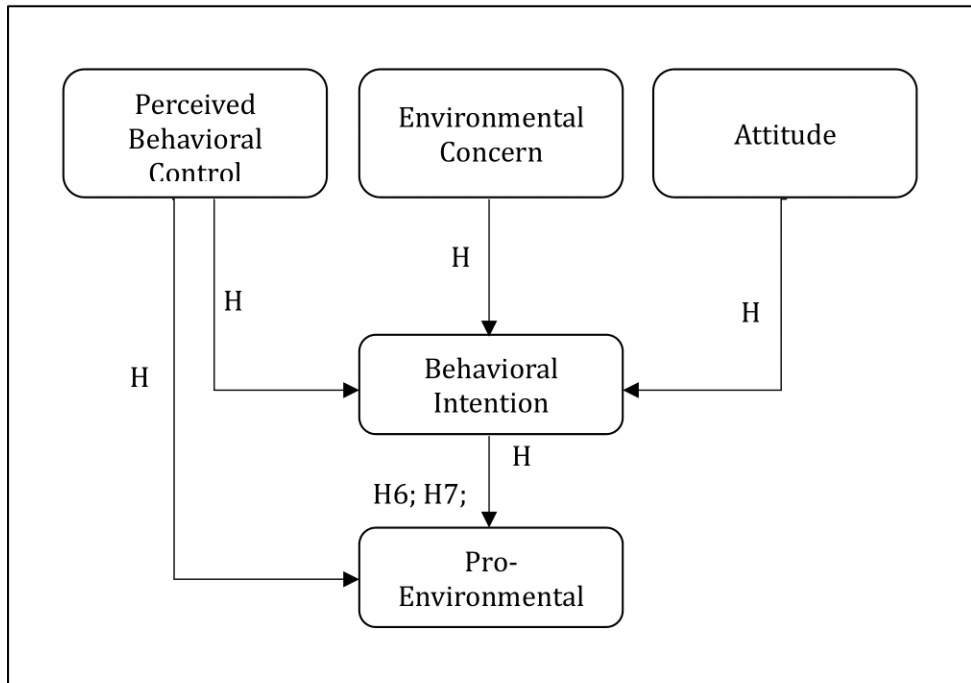 Perceived
Behavioral
Control
Environmental
Concern
Attitude
H
H
H
H
Behavioral
Intention
H
H6; H7;
Pro-
Environmental